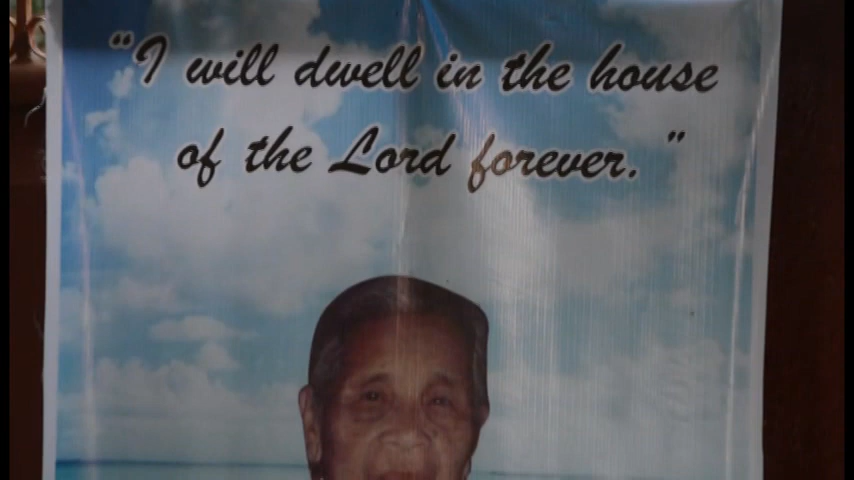 “I will dwell in the house
of the Lord forever. ”